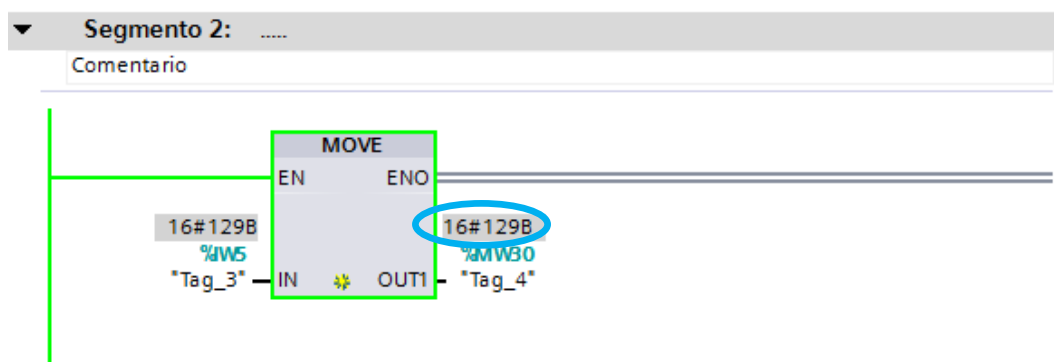 Segmento 2: .....
Comentario
MOVE
EN ENO
16#129B 16#129B
%IW5 %MW30
"Tag_3" IN OUT1 "Tag_4"